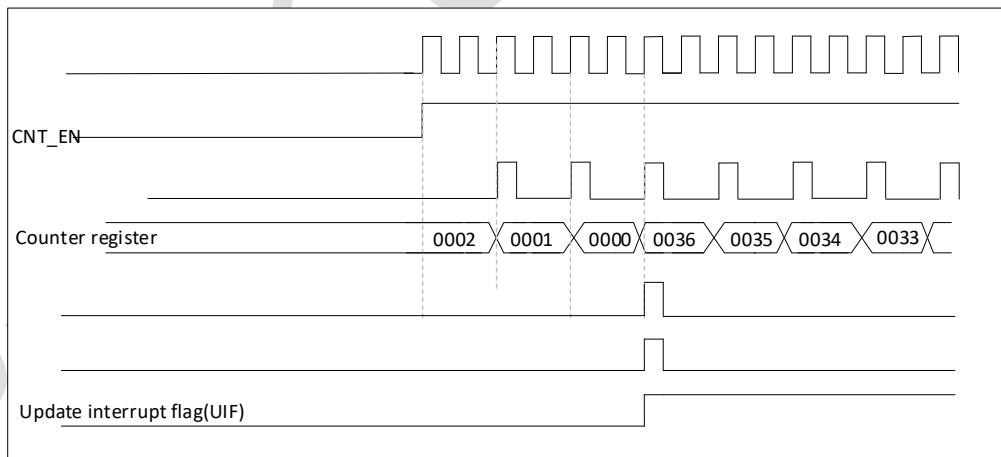 CNT_EN
Counter register 0002 0001 0000 0036 0035 0034 0033
Update interrupt flag(UIF)